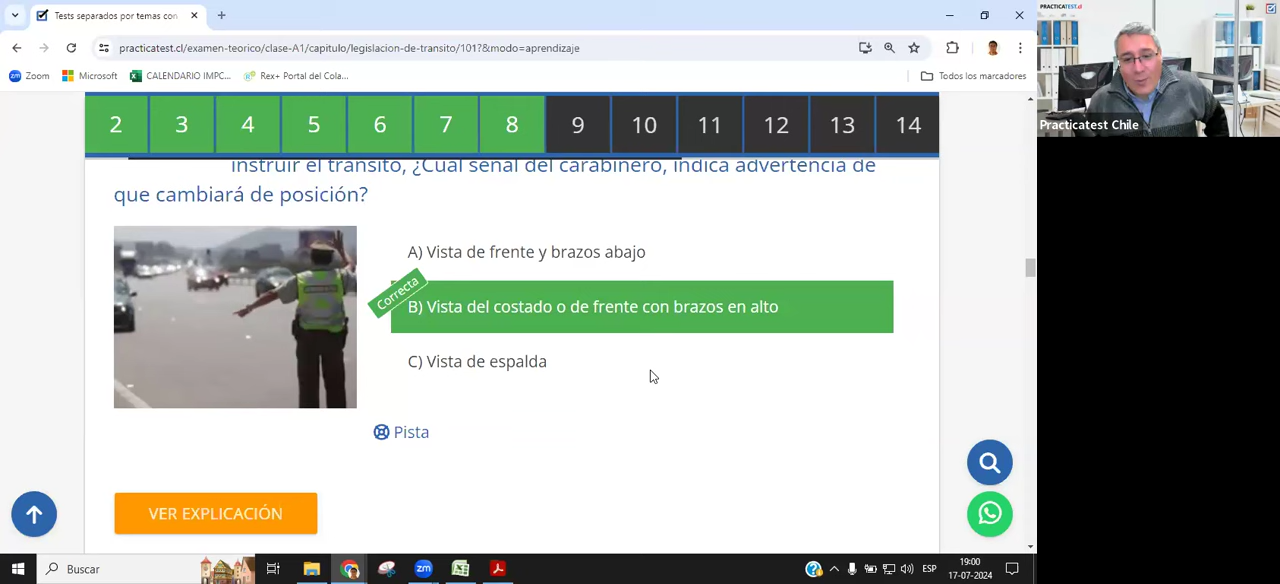 Tests separados por temas con
practicatest.cl/examen-teorico/clase-A1/capitulo/legislacion-de-transito/101?&modo=aprendizaje
Zoom
Microsoft
CALENDARIO IMPC...
Rex+ Portal del Cola...
Todos los marcadores
PRACTICATEST.cl
Practicatest Chile
2 3 4 5 6 7 8 9 10 11 12 13 14
instruir el tránsito, ¿Cuál señal del carabinero, indica advertencia de
que cambiará de posición?
A) Vista de frente y brazos abajo
Correcta
B) Vista del costado o de frente con brazos en alto
C) Vista de espalda
Pista
VER EXPLICACIÓN
Buscar
zm
ESP
19:00
17-07-2024